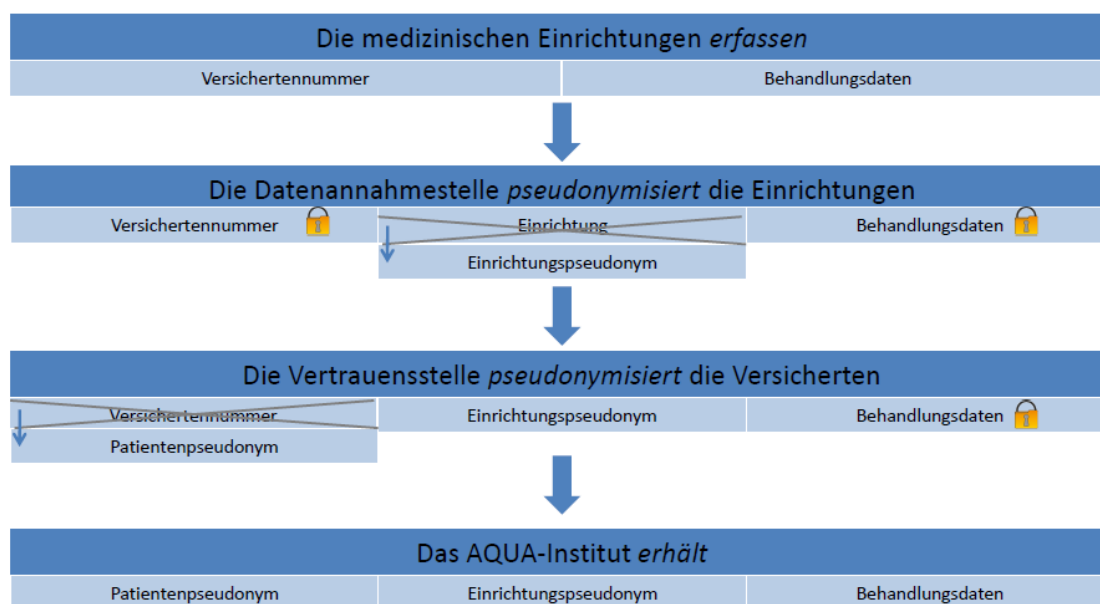 Die medizinischen Einrichtungen erfassen
Versichertennummer Behandlungsdaten
Die Datenannahmestelle pseudonymisiert die Einrichtungen
Versichertennummer Einrichtung Behandlungsdaten
Einrichtungspseudonym
Die Vertrauensstelle pseudonymisiert die Versicherten
Versichertennummer Einrichtungspseudonym Behandlungsdaten
Patientenpseudonym
Das AQUA-Institut erhält
Patientenpseudonym Einrichtungspseudonym Behandlungsdaten